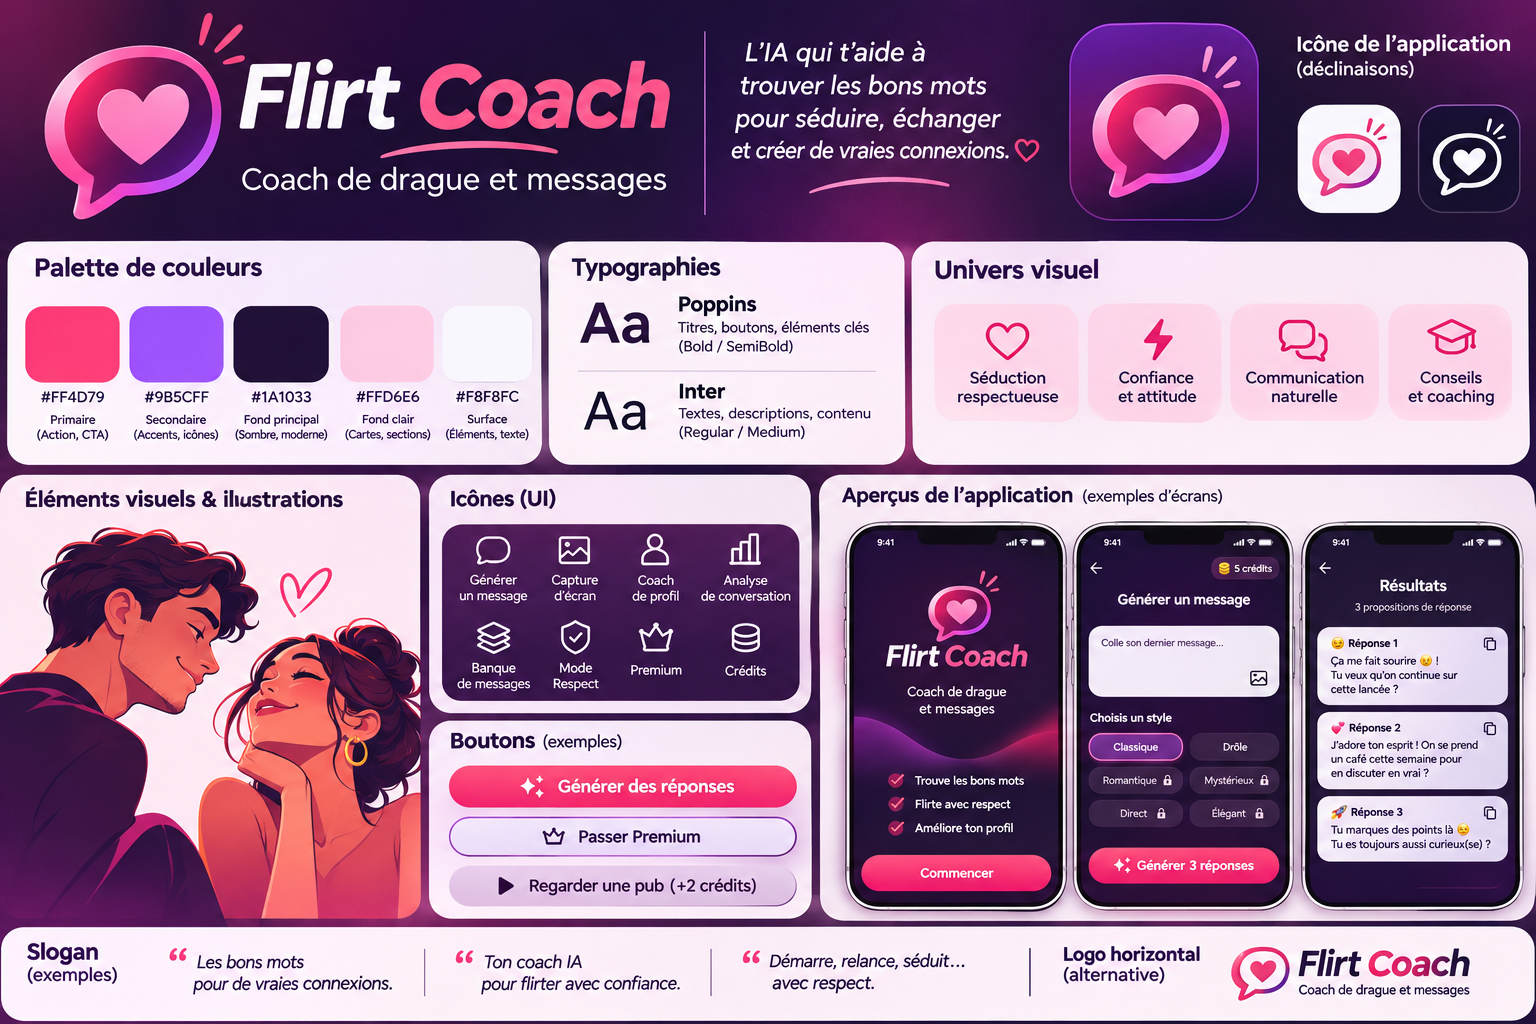 Flirt Coach
Coach de drague et messages
L'IA qui t'aide à
trouver les bons mots
pour séduire, échanger
et créer de vraies connexions.
Icône de l'application
(déclinaisons)
Palette de couleurs
#FF4D79
Primaire
(Action, CTA)
#9B5CFF
Secondaire
(Accents, icônes)
#1A1033
Fond principal
(Sombre, moderne)
#FFD6E6
Fond clair
(Cartes, sections)
#F8F8FC
Surface
(Éléments, texte)
Typographies
Aa
Poppins
Titres, boutons, éléments clés
(Bold / SemiBold)
Aa
Inter
Textes, descriptions, contenu
(Regular / Medium)
Univers visuel
Séduction
respectueuse
Confiance
et attitude
Communication
naturelle
Conseils
et coaching
Éléments visuels & illustrations
Icônes (UI)
Générer
un message
Capture
d'écran
Coach
de profil
Analyse
de conversation
Banque
de messages
Mode
Respect
Premium
Crédits
Boutons (exemples)
Générer des réponses
Passer Premium
Regarder une pub (+2 crédits)
Aperçus de l'application (exemples d'écrans)
9:41
Flirt Coach
Coach de drague
et messages
Trouve les bons mots
Flirte avec respect
Améliore ton profil
Commencer
9:41
5 crédits
Générer un message
Colle son dernier message...
Choisis un style
Classique
Drôle
Romantique
Mystérieux
Direct
Élégant
Générer 3 réponses
9:41
Résultats
3 propositions de réponse
Réponse 1
Ça me fait sourire 😉 !
Tu veux qu'on continue sur
cette lancée ?
Réponse 2
J'adore ton esprit ! On se prend
un café cette semaine pour
en discuter en vrai ?
Réponse 3
Tu marques des points là 😊
Tu es toujours aussi curieux(se) ?
Slogan
(exemples)
“ Les bons mots
pour de vraies connexions.
“ Ton coach IA
pour flirter avec confiance.
“ Démarre, relance, séduit...
avec respect.
Logo horizontal
(alternative)
Flirt Coach
Coach de drague et messages